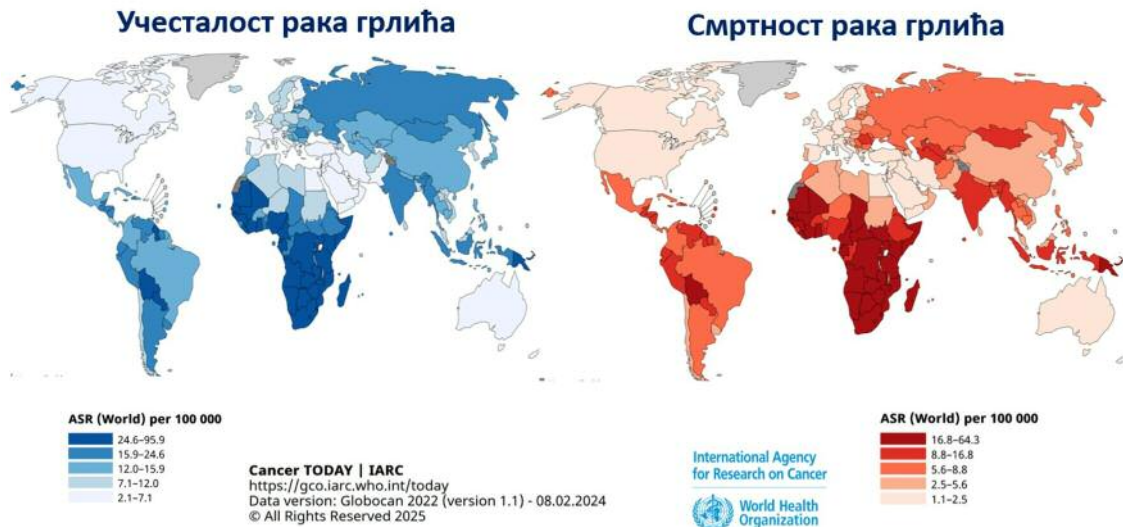 Учесталост рака грлића
Смртност рака грлића
ASR (World) per 100 000
24.6–95.9
15.9–24.6
12.0–15.9
7.1–12.0
2.1–7.1
Cancer TODAY | IARC
https://gco.iarc.who.int/today
Data version: Globocan 2022 (version 1.1) - 08.02.2024
© All Rights Reserved 2025
International Agency
for Research on Cancer
World Health
Organization
ASR (World) per 100 000
16.8–64.3
8.8–16.8
5.6–8.8
2.5–5.6
1.1–2.5